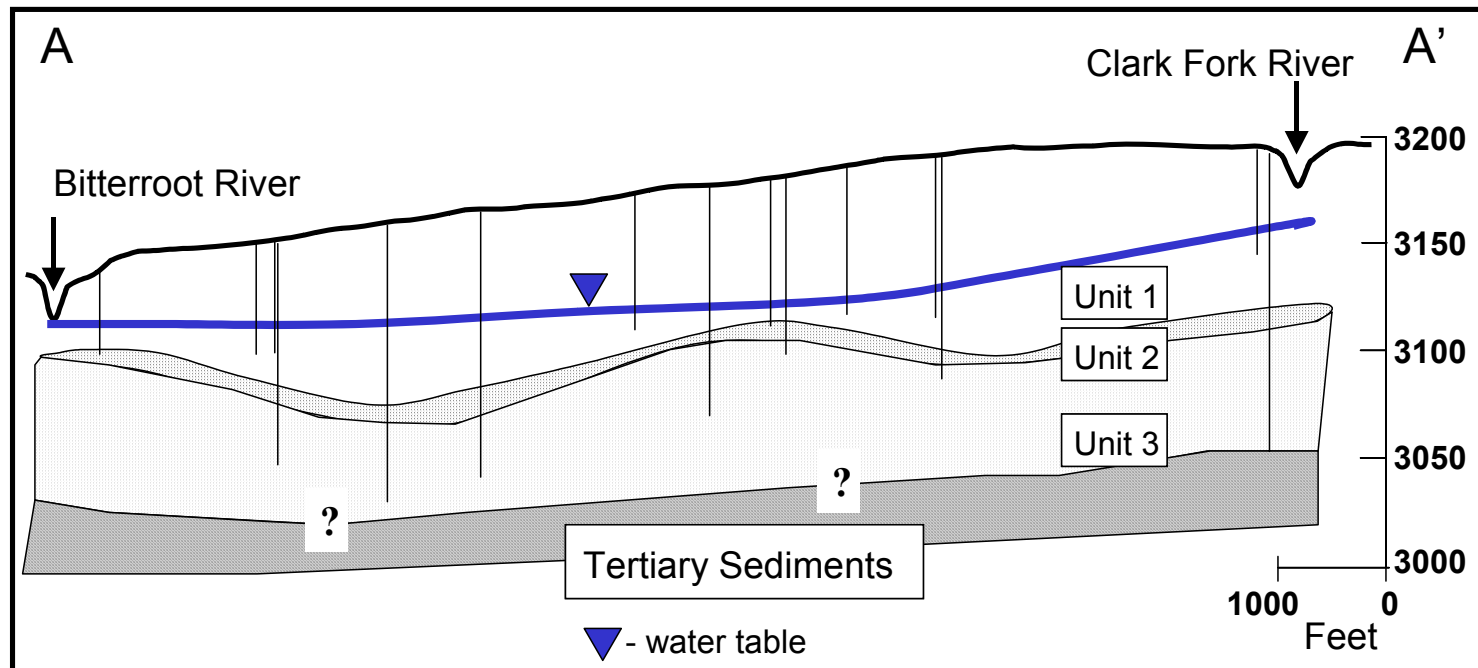 A
A’
Clark Fork River
Bitterroot River
3200
3150
Unit 1
Unit 2
3100
Unit 3
3050
?
?
Tertiary Sediments
3000
1000 0
Feet
- water table